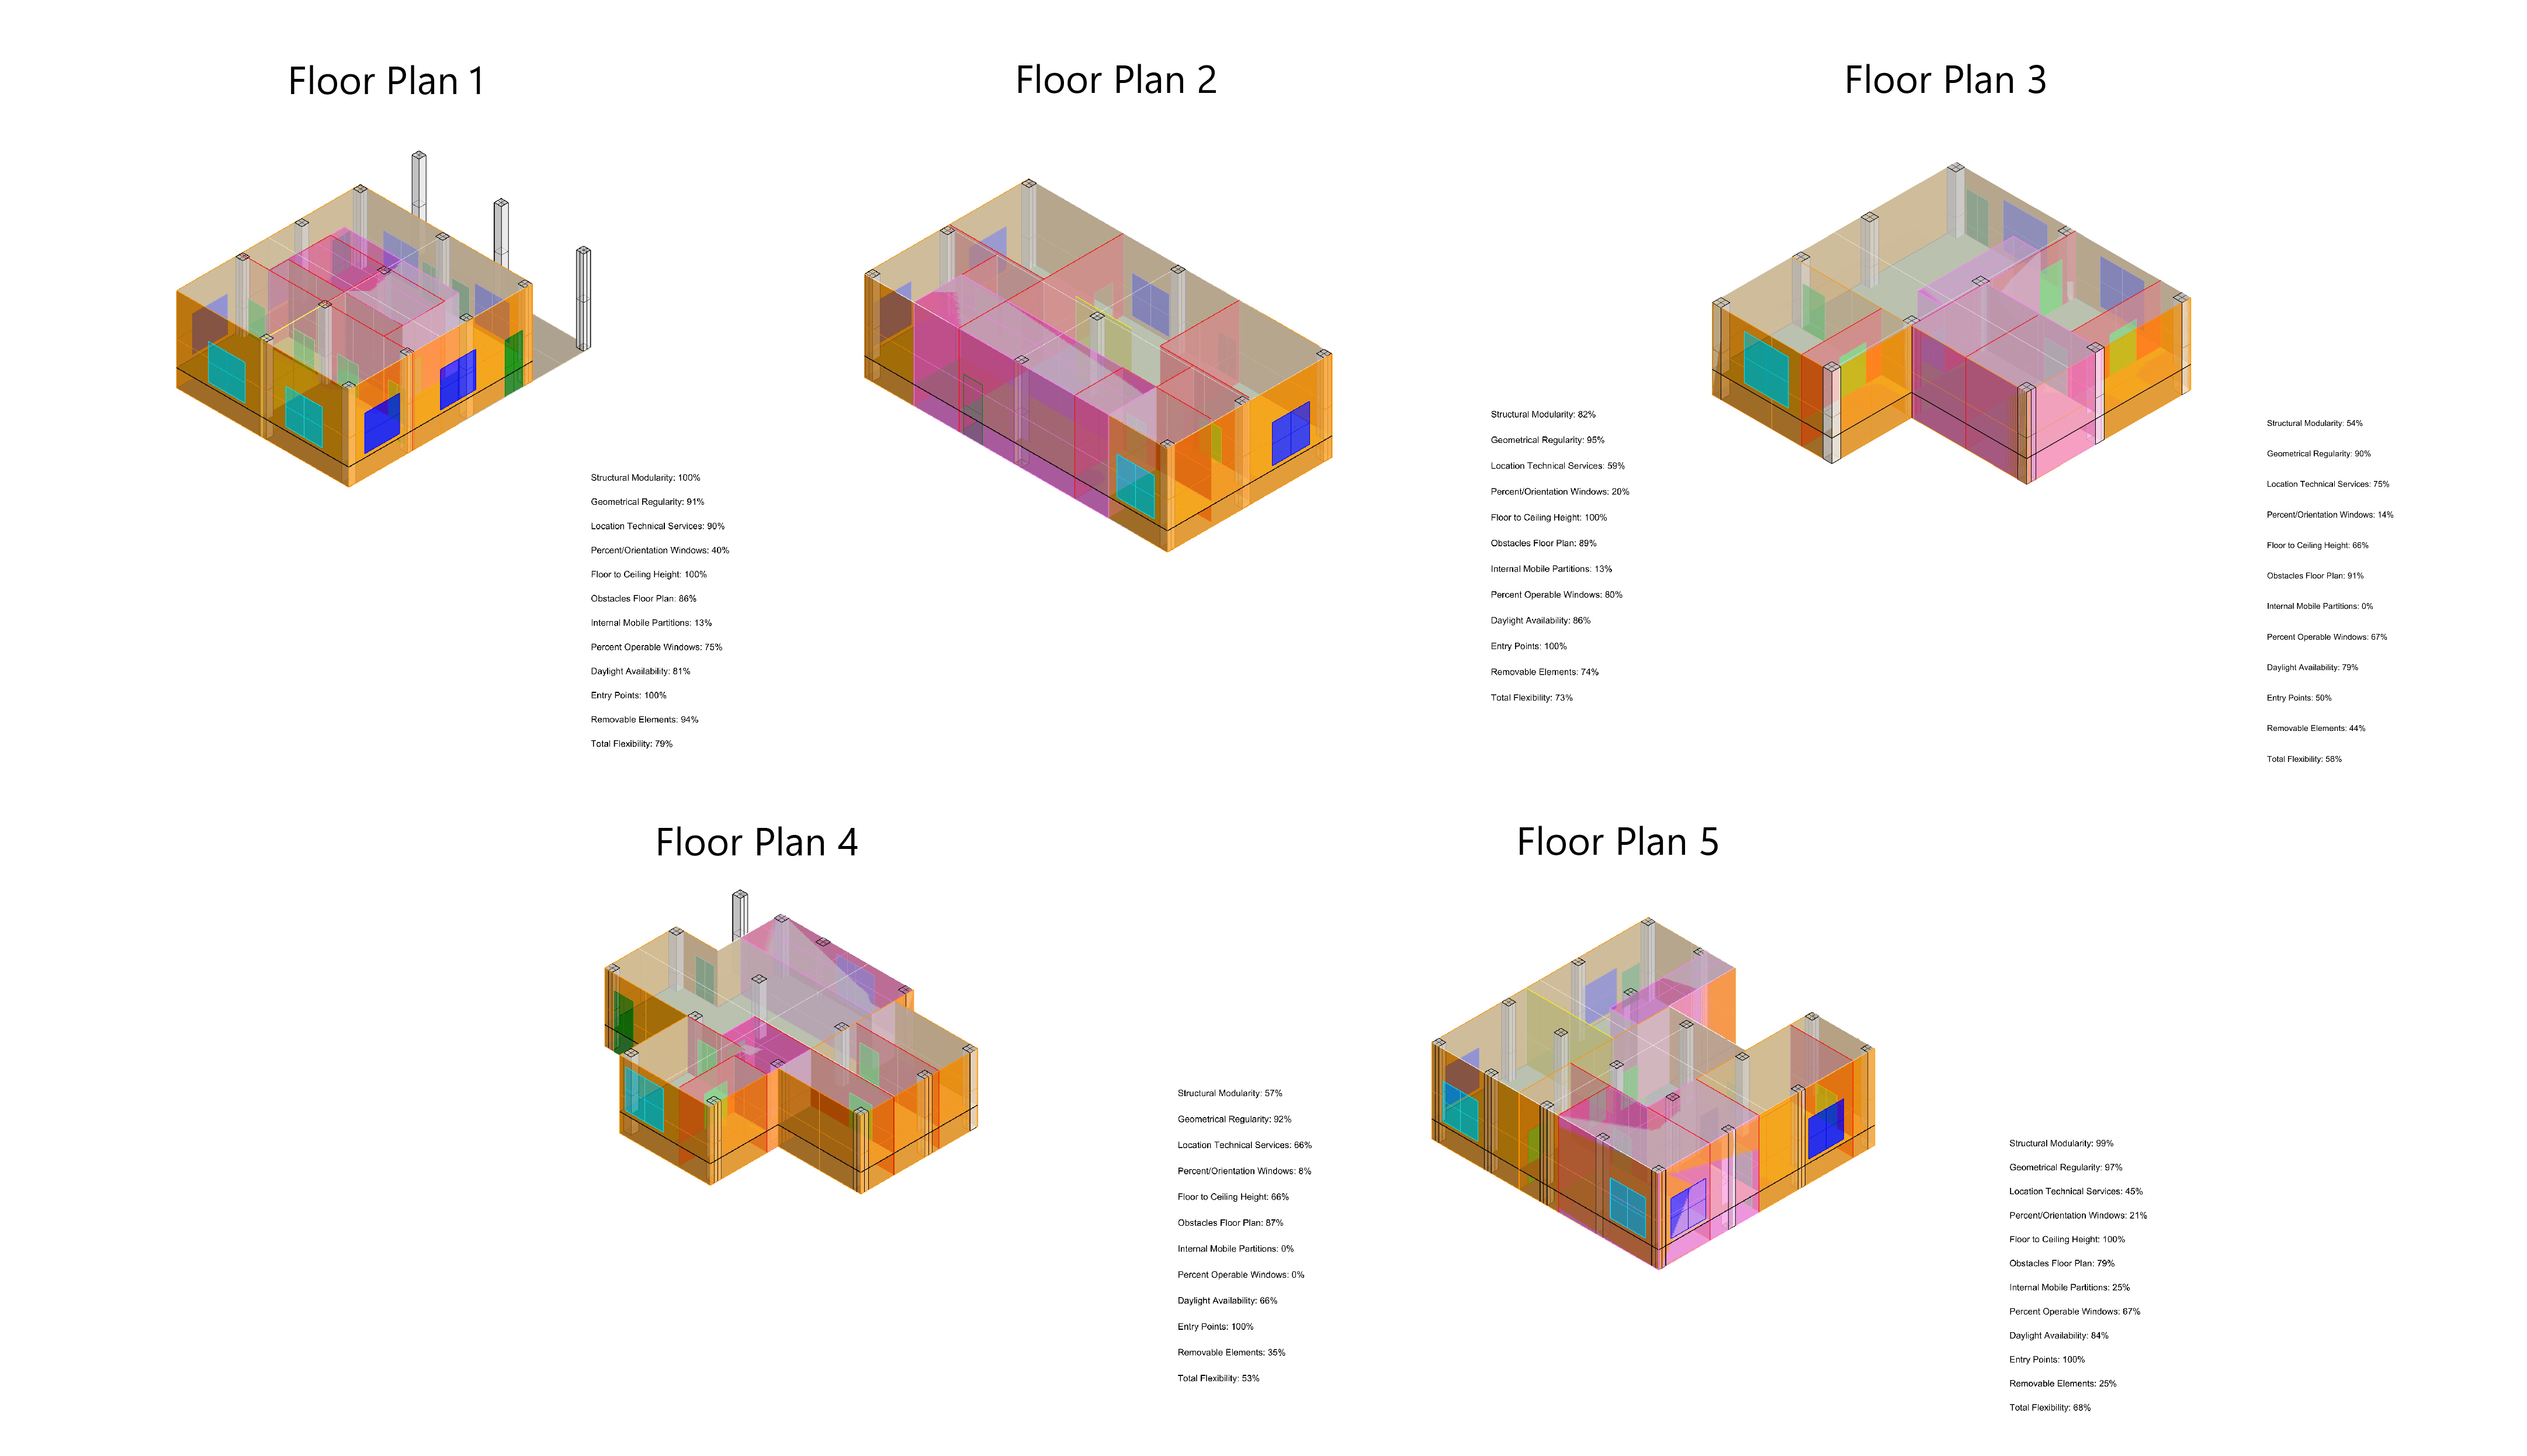 Floor Plan 1
Structural Modularity: 100%
Geometrical Regularity: 91%
Location Technical Services: 90%
Percent/Orientation Windows: 40%
Floor to Ceiling Height: 100%
Obstacles Floor Plan: 86%
Internal Mobile Partitions: 13%
Percent Operable Windows: 75%
Daylight Availability: 81%
Entry Points: 100%
Removable Elements: 94%
Total Flexibility: 79%
Floor Plan 2
Structural Modularity: 82%
Geometrical Regularity: 95%
Location Technical Services: 59%
Percent/Orientation Windows: 20%
Floor to Ceiling Height: 100%
Obstacles Floor Plan: 89%
Internal Mobile Partitions: 13%
Percent Operable Windows: 80%
Daylight Availability: 86%
Entry Points: 100%
Removable Elements: 74%
Total Flexibility: 73%
Floor Plan 3
Structural Modularity: 54%
Geometrical Regularity: 90%
Location Technical Services: 75%
Percent/Orientation Windows: 14%
Floor to Ceiling Height: 66%
Obstacles Floor Plan: 91%
Internal Mobile Partitions: 0%
Percent Operable Windows: 67%
Daylight Availability: 79%
Entry Points: 50%
Removable Elements: 44%
Total Flexibility: 58%
Floor Plan 4
Structural Modularity: 57%
Geometrical Regularity: 92%
Location Technical Services: 66%
Percent/Orientation Windows: 8%
Floor to Ceiling Height: 66%
Obstacles Floor Plan: 87%
Internal Mobile Partitions: 0%
Percent Operable Windows: 0%
Daylight Availability: 66%
Entry Points: 100%
Removable Elements: 35%
Total Flexibility: 53%
Floor Plan 5
Structural Modularity: 99%
Geometrical Regularity: 97%
Location Technical Services: 45%
Percent/Orientation Windows: 21%
Floor to Ceiling Height: 100%
Obstacles Floor Plan: 79%
Internal Mobile Partitions: 25%
Percent Operable Windows: 67%
Daylight Availability: 84%
Entry Points: 100%
Removable Elements: 25%
Total Flexibility: 68%